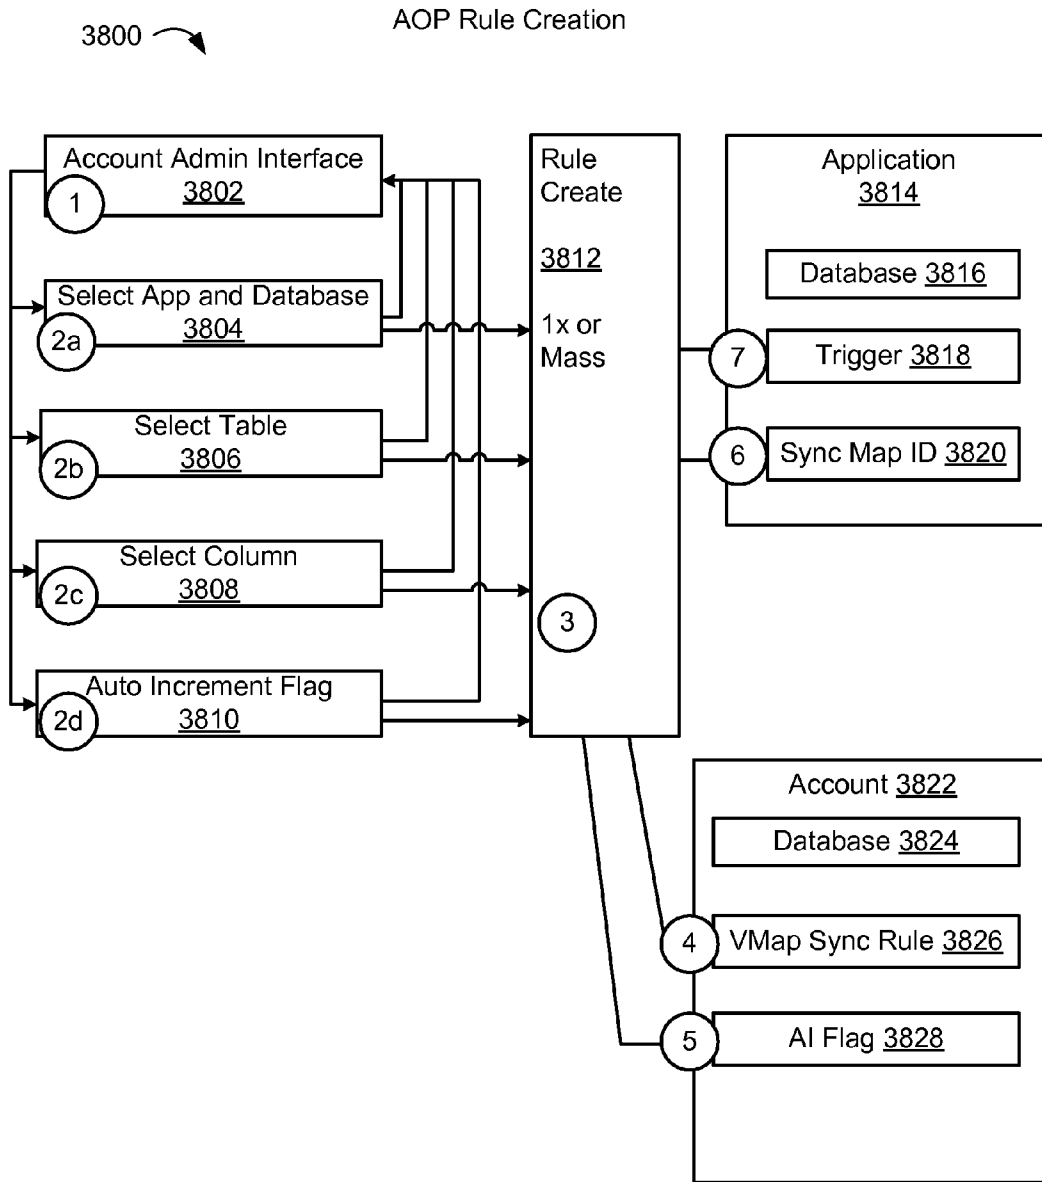 AOP Rule Creation
3800
Account Admin Interface
3802
1
Select App and Database
3804
2a
Select Table
3806
2b
Select Column
3808
2c
Auto Increment Flag
3810
2d
Rule
Create
3812
1x or
Mass
3
Application
3814
Database 3816
7
Trigger 3818
6
Sync Map ID 3820
Account 3822
Database 3824
4
VMap Sync Rule 3826
5
AI Flag 3828